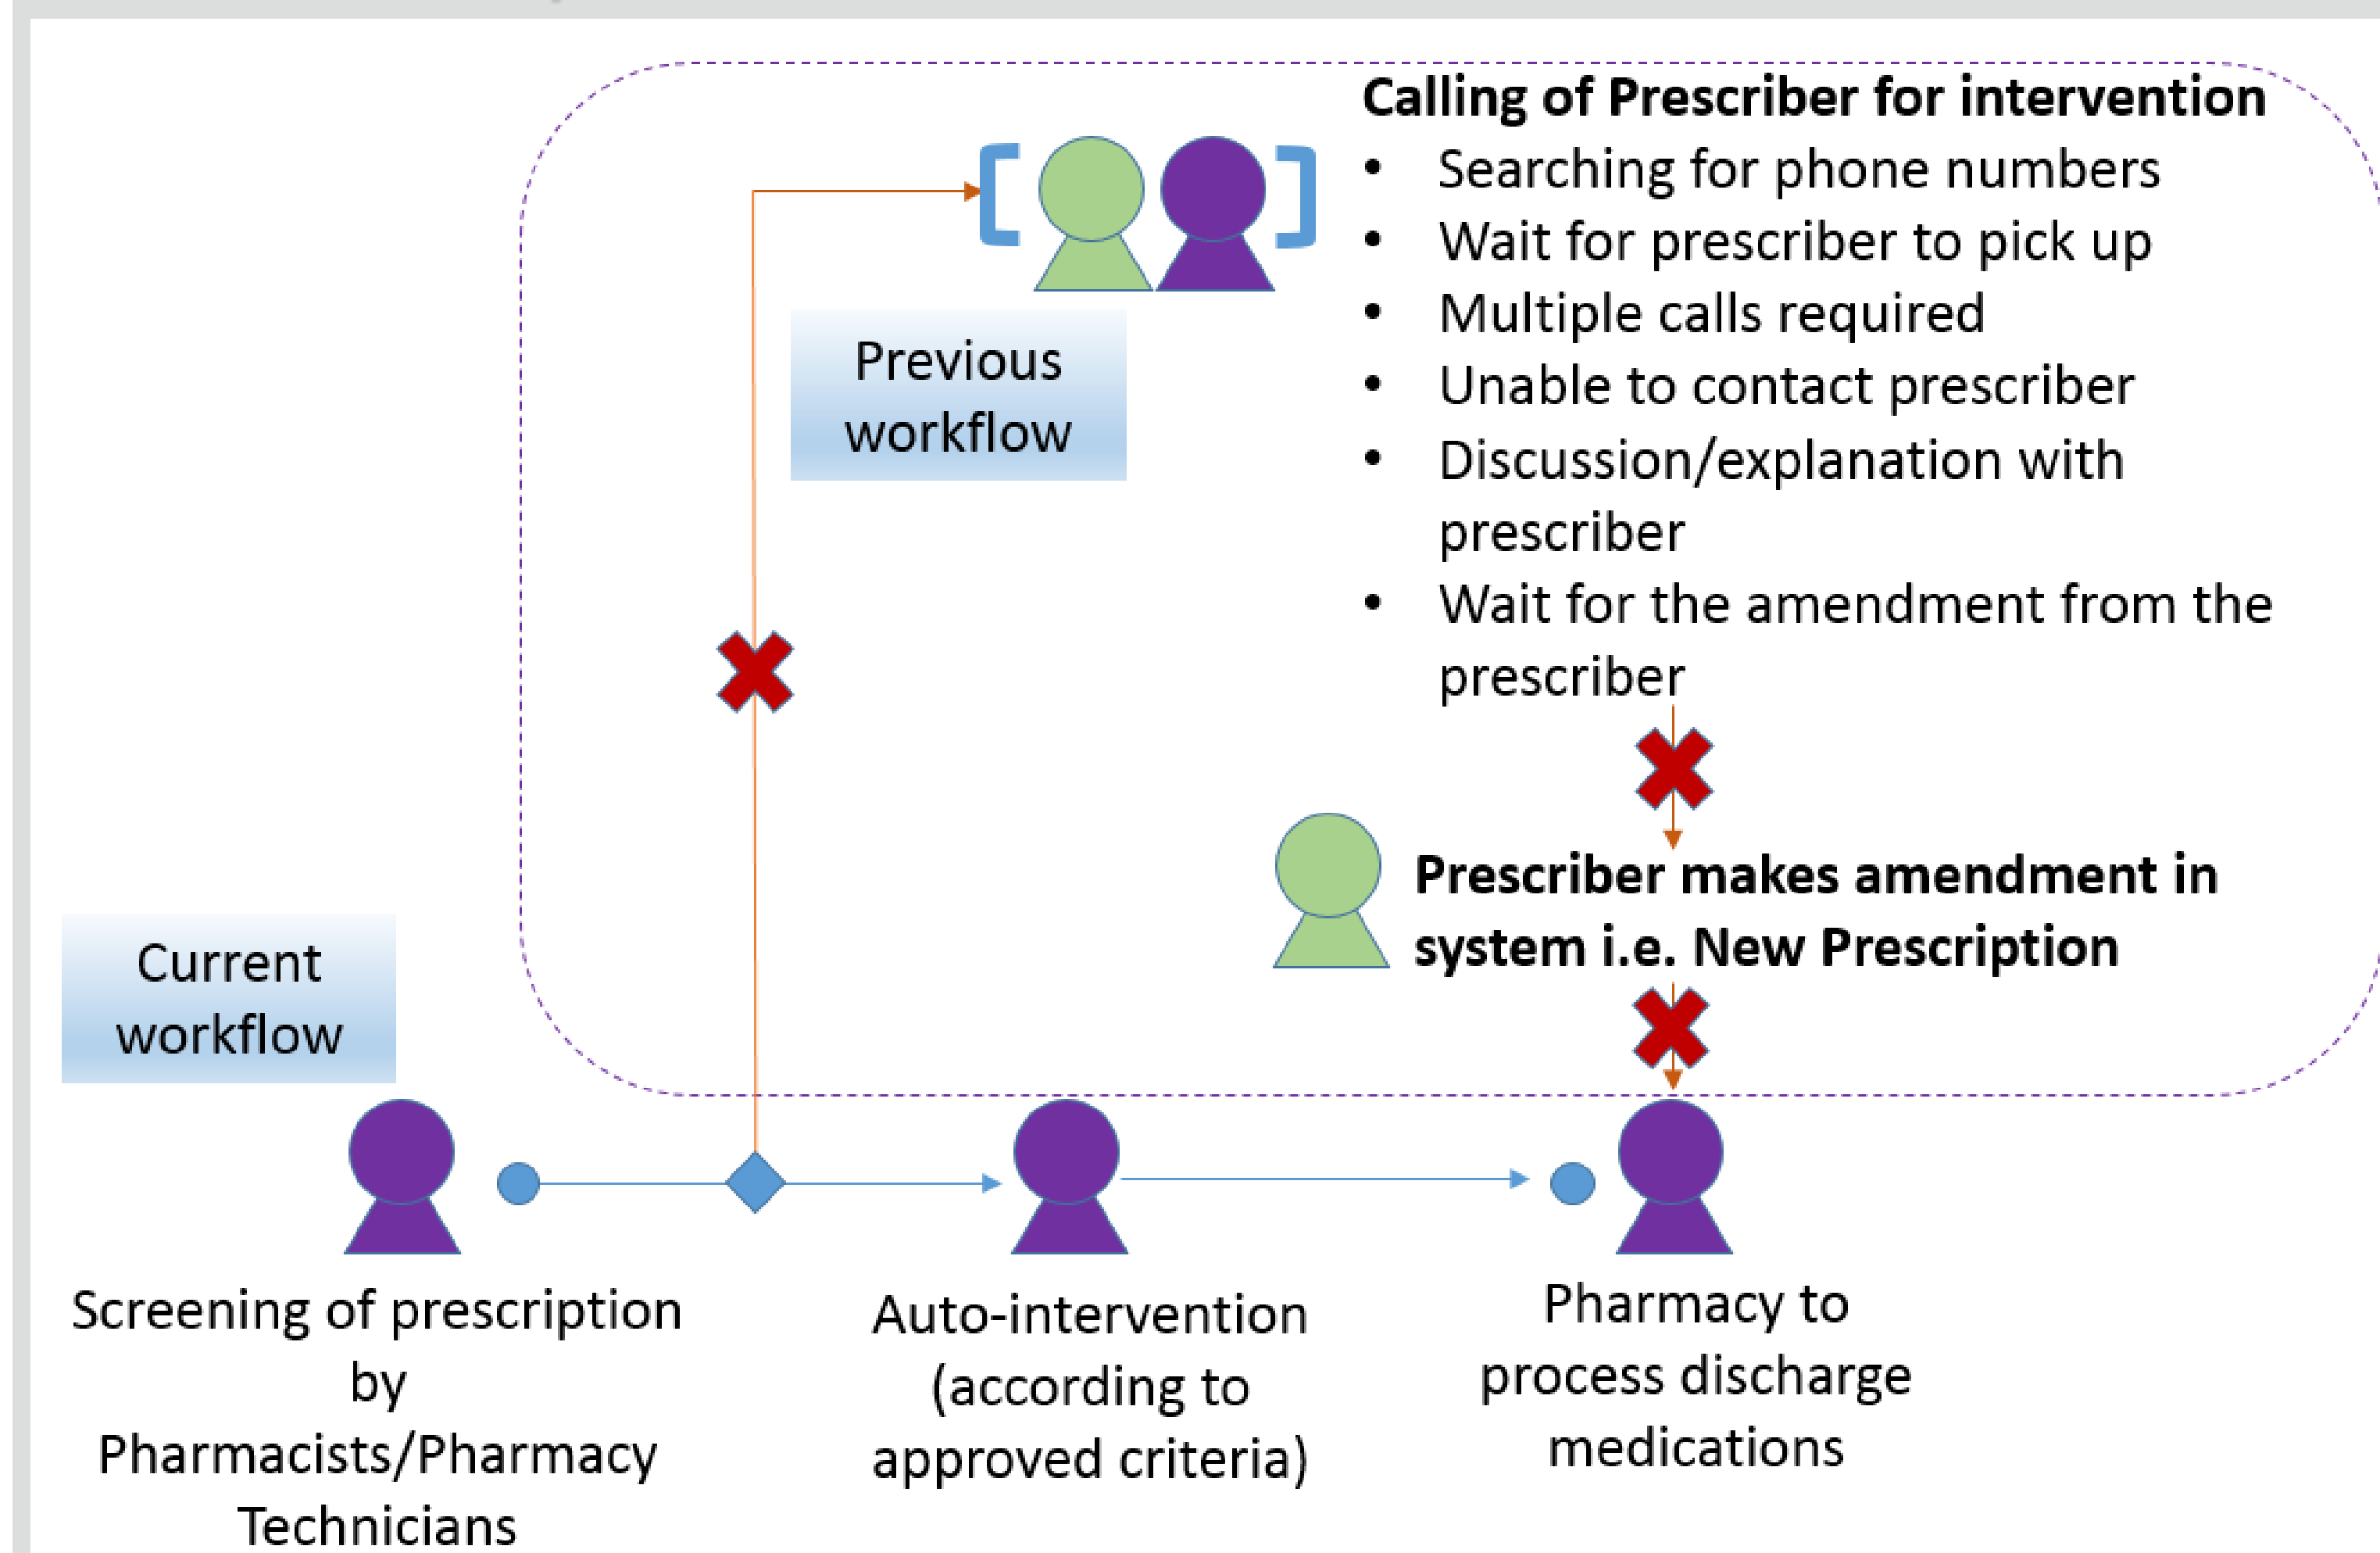 Calling of Prescriber for intervention
• Searching for phone numbers
• Wait for prescriber to pick up
• Multiple calls required
• Unable to contact prescriber
• Discussion/explanation with
prescriber
• Wait for the amendment from the
prescriber
Previous
workflow
Prescriber makes amendment in
system i.e. New Prescription
Current
workflow
Screening of prescription
by
Pharmacists/Pharmacy
Technicians
Auto-intervention
(according to
approved criteria)
Pharmacy to
process discharge
medications